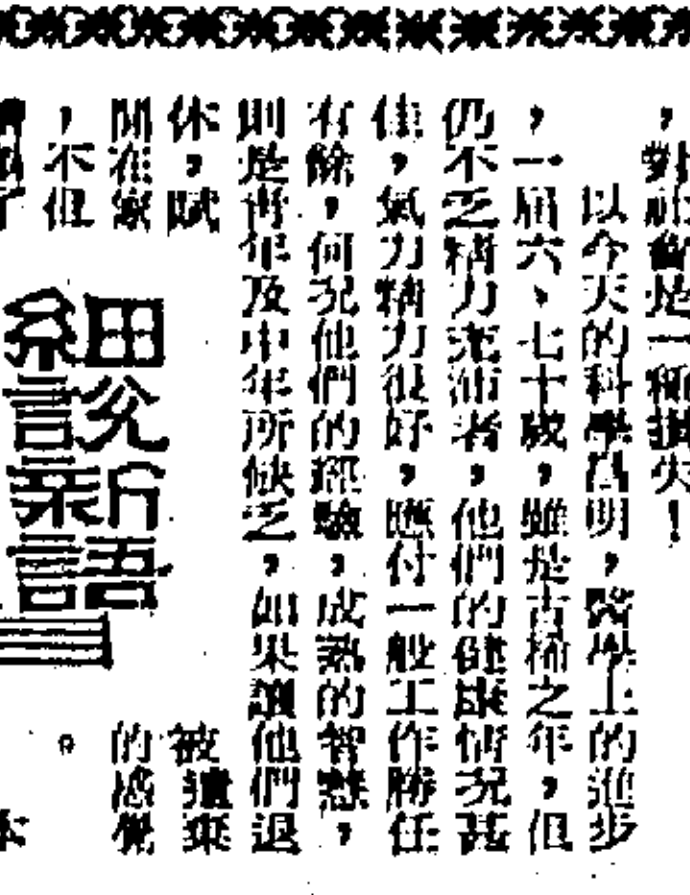 ，對社會是一種損失！
以今天的科學昌明，醫學上的進步
，一屆六、七十歲，雖是古稀之年，但
仍不乏精力充沛者，他們的健康情況甚
佳，氣力精力很好，應付一般工作勝任
有餘，何況他們的經驗，成熟的智慧，
則是青年及中年所缺乏，如果讓他們退
休，賦
閒在家
，不但
了
細說新語
被遺棄
的感覺
。